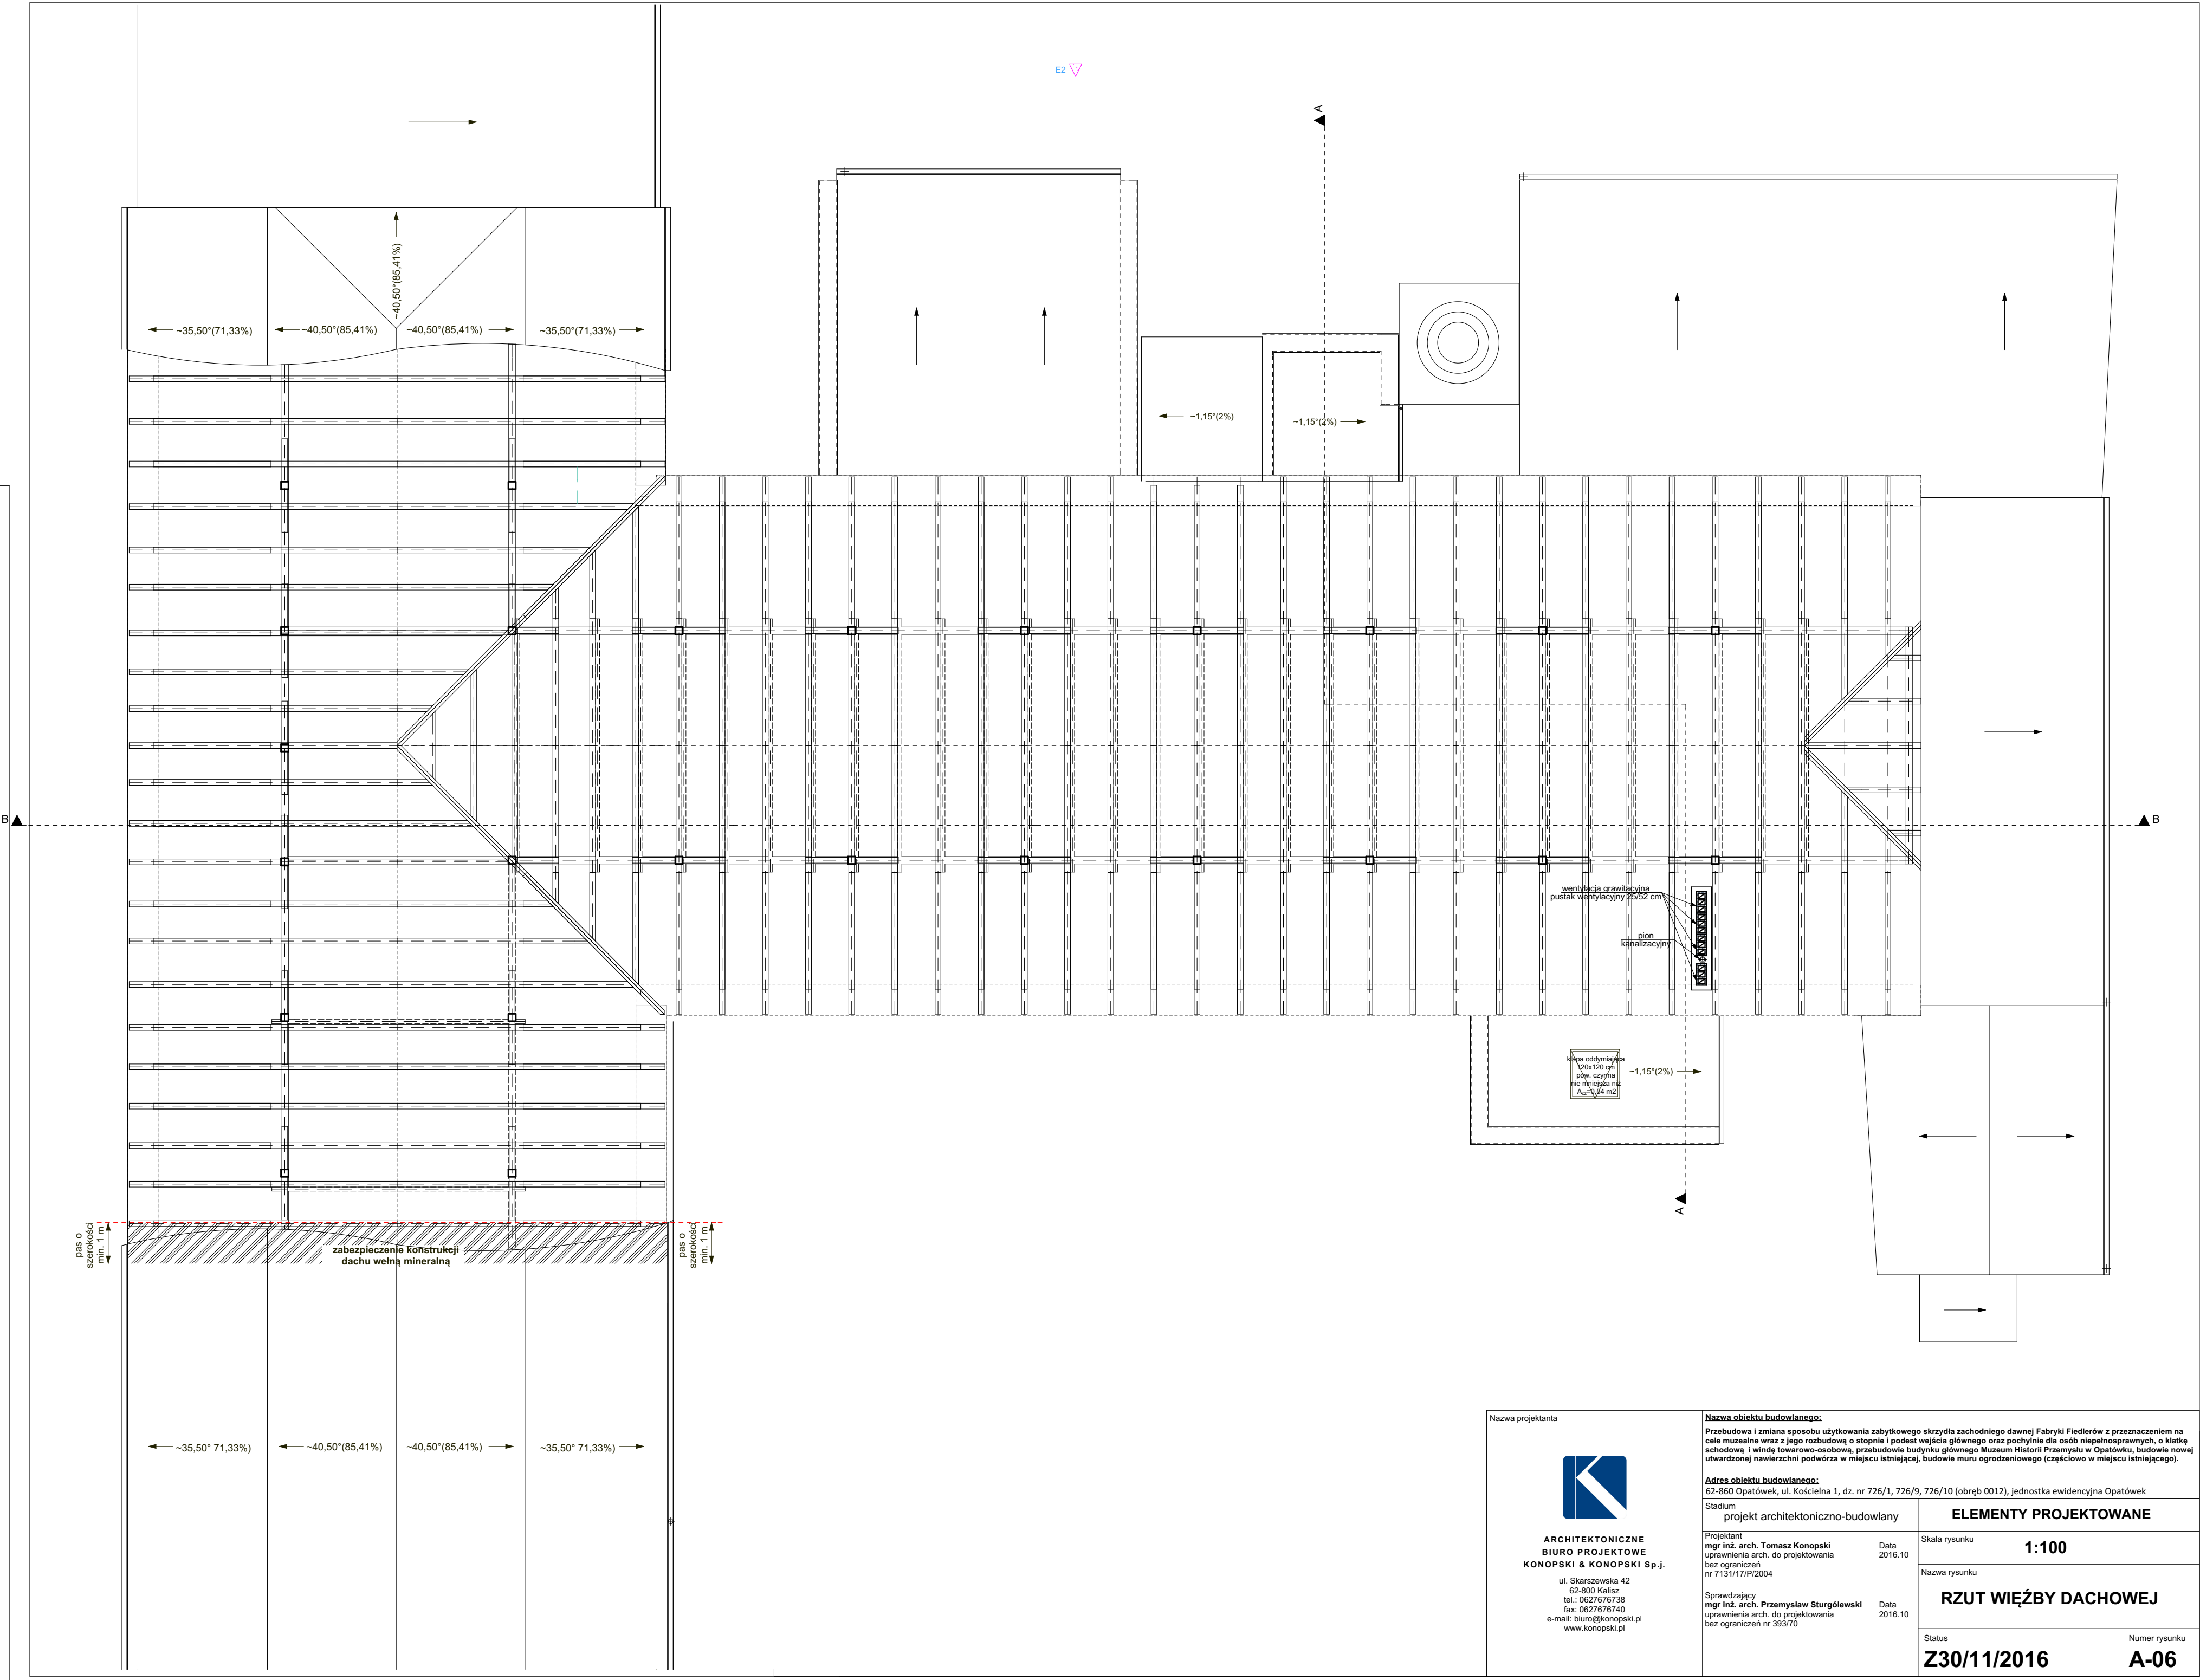 E2
A
~40,50°(85,41%)
~35,50°(71,33%)
~40,50°(85,41%)
~40,50°(85,41%)
~35,50°(71,33%)
~1,15°(2%)
~1,15°(2%)
B
B
wentylacja grawitacyjna
pustak wentylacyjny 25/52 cm
pion
kanalizacyjny
klapa oddymiająca
120x120 cm
pow. czynna
nie mniejsza niż
~1,15°(2%)
A
pas o
szerokości
min. 1 m
zabezpieczenie konstrukcji
dachu wełną mineralną
pas o
szerokości
min. 1 m
~35,50° 71,33%)
~40,50°(85,41%)
~40,50°(85,41%)
~35,50° 71,33%)
Nazwa projektanta
ARCHITEKTONICZNE
BIURO PROJEKTOWE
KONOPSKI & KONOPSKI Sp.j.
ul. Skarszewska 42
62-800 Kalisz
tel.: 0627676738
fax: 0627676740
e-mail: biuro@konopski.pl
www.konopski.pl
Nazwa obiektu budowlanego:
Przebudowa i zmiana sposobu użytkowania zabytkowego skrzydła zachodniego dawnej Fabryki Fiedlerów z przeznaczeniem na
cele muzealne wraz z jego rozbudową o stopnie i podest wejścia głównego oraz pochylnie dla osób niepełnosprawnych, o klatkę
schodową i windę towarowo-osobową, przebudowie budynku głównego Muzeum Historii Przemysłu w Opatówku, budowie nowej
utwardzonej nawierzchni podwórza w miejscu istniejącej, budowie muru ogrodzeniowego (częściowo w miejscu istniejącego).
Adres obiektu budowlanego:
62-860 Opatówek, ul. Kościelna 1, dz. nr 726/1, 726/9, 726/10 (obręb 0012), jednostka ewidencyjna Opatówek
Stadium
projekt architektoniczno-budowlany
ELEMENTY PROJEKTOWANE
Projektant
mgr inż. arch. Tomasz Konopski Data
uprawnienia arch. do projektowania 2016.10
bez ograniczeń
nr 7131/17/P/2004
Sprawdzający
mgr inż. arch. Przemysław Sturgólewski Data
uprawnienia arch. do projektowania 2016.10
bez ograniczeń nr 393/70
Skala rysunku 1:100
Nazwa rysunku
RZUT WIĘŹBY DACHOWEJ
Status Numer rysunku
Z30/11/2016 A-06